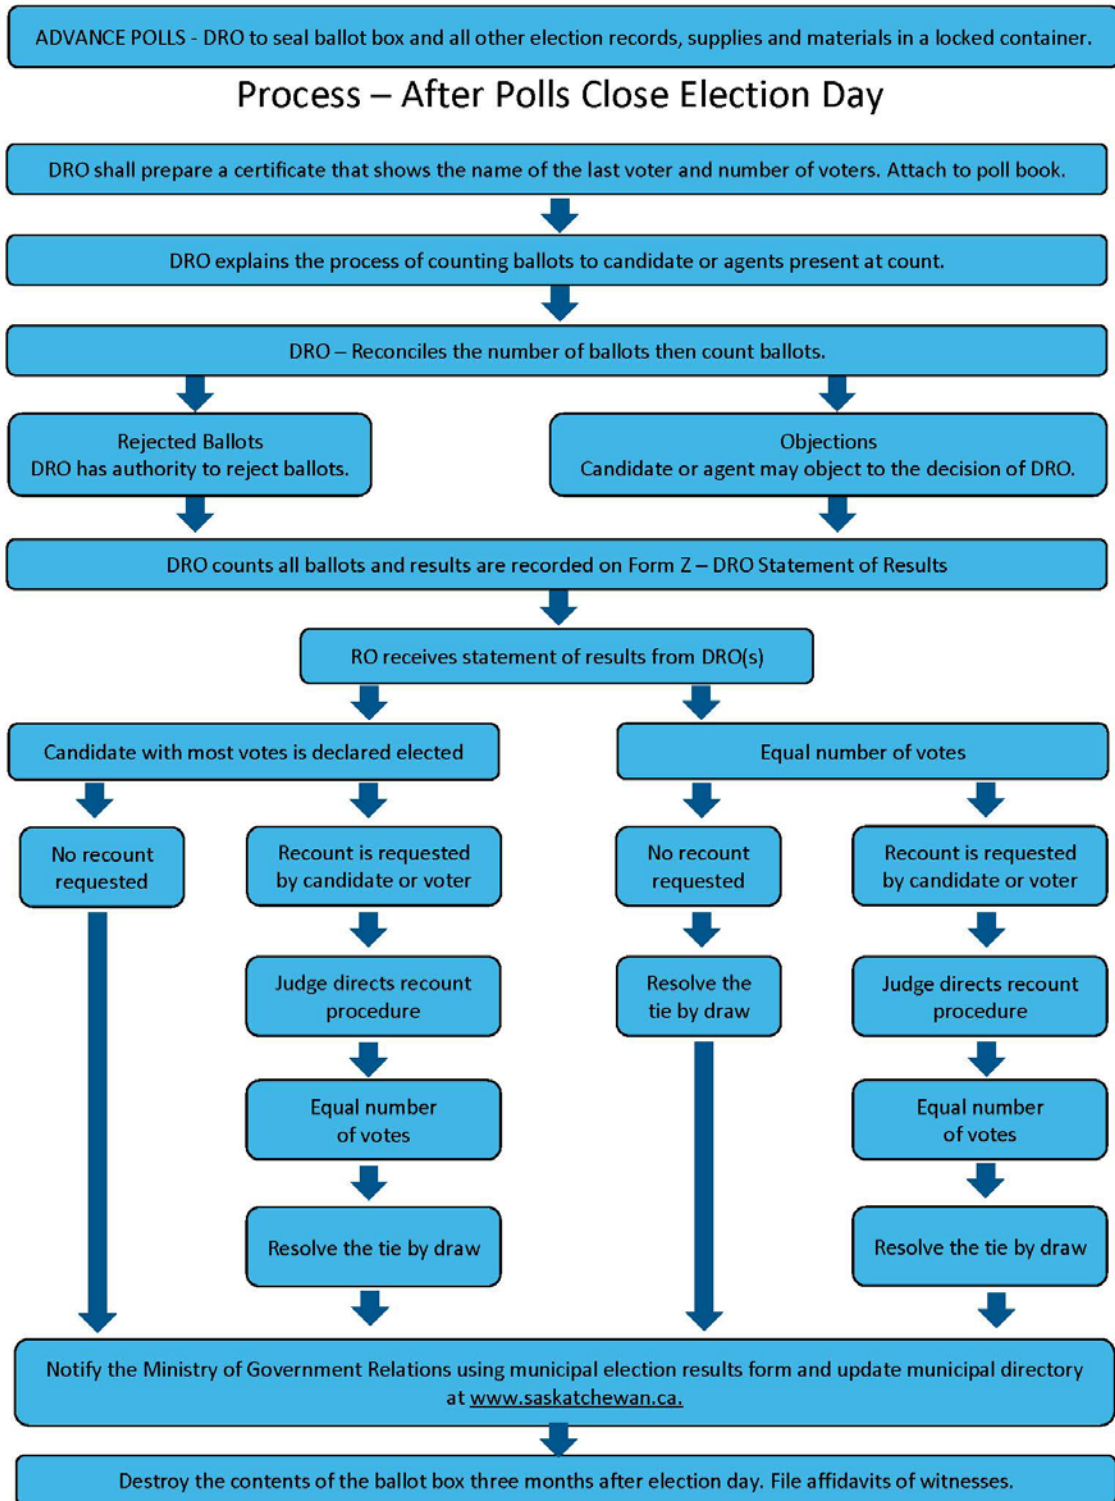 ADVANCE POLLS - DRO to seal ballot box and all other election records, supplies and materials in a locked container.
Process – After Polls Close Election Day
DRO shall prepare a certificate that shows the name of the last voter and number of voters. Attach to poll book.
DRO explains the process of counting ballots to candidate or agents present at count.
DRO – Reconciles the number of ballots then count ballots.
Rejected Ballots
DRO has authority to reject ballots.
Objections
Candidate or agent may object to the decision of DRO.
DRO counts all ballots and results are recorded on Form Z – DRO Statement of Results
RO receives statement of results from DRO(s)
Candidate with most votes is declared elected
Equal number of votes
No recount
requested
Recount is requested
by candidate or voter
No recount
requested
Recount is requested
by candidate or voter
Judge directs recount
procedure
Resolve the
tie by draw
Judge directs recount
procedure
Equal number
of votes
Equal number
of votes
Resolve the tie by draw
Resolve the tie by draw
Notify the Ministry of Government Relations using municipal election results form and update municipal directory
at www.saskatchewan.ca.
Destroy the contents of the ballot box three months after election day. File affidavits of witnesses.